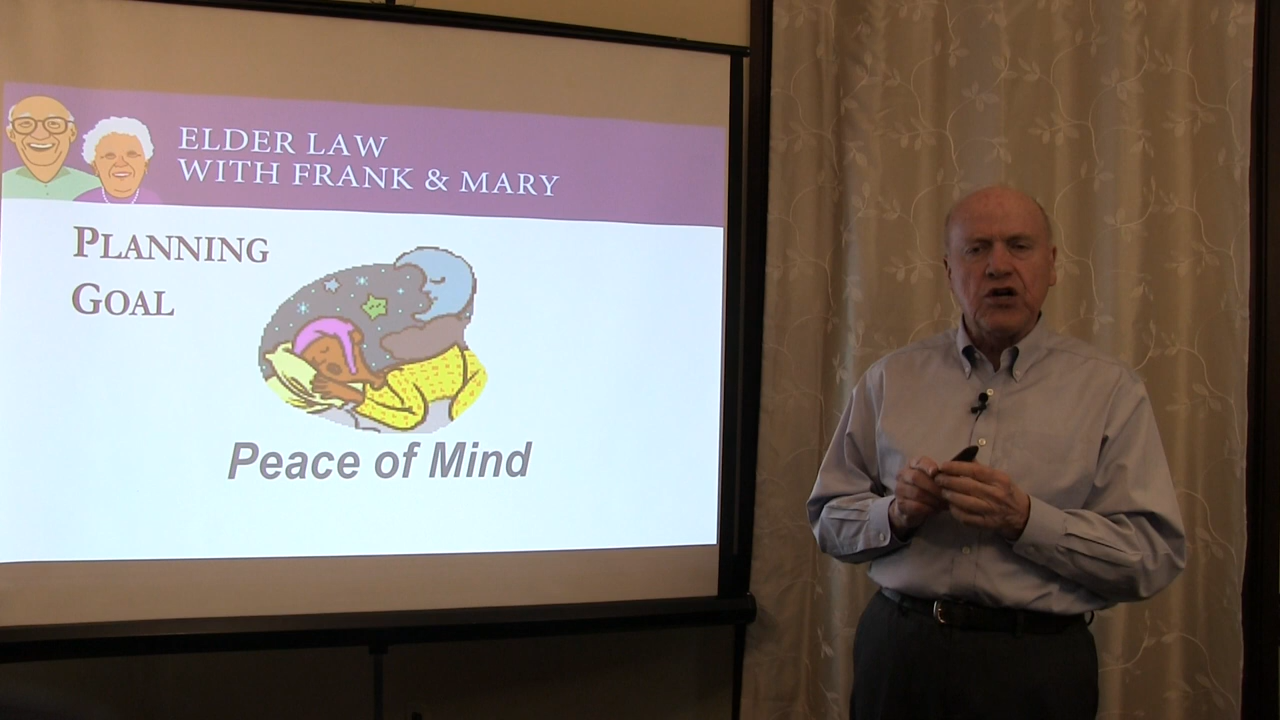 ELDER LAW
WITH FRANK & MARY
PLANNING
GOAL
Peace of Mind